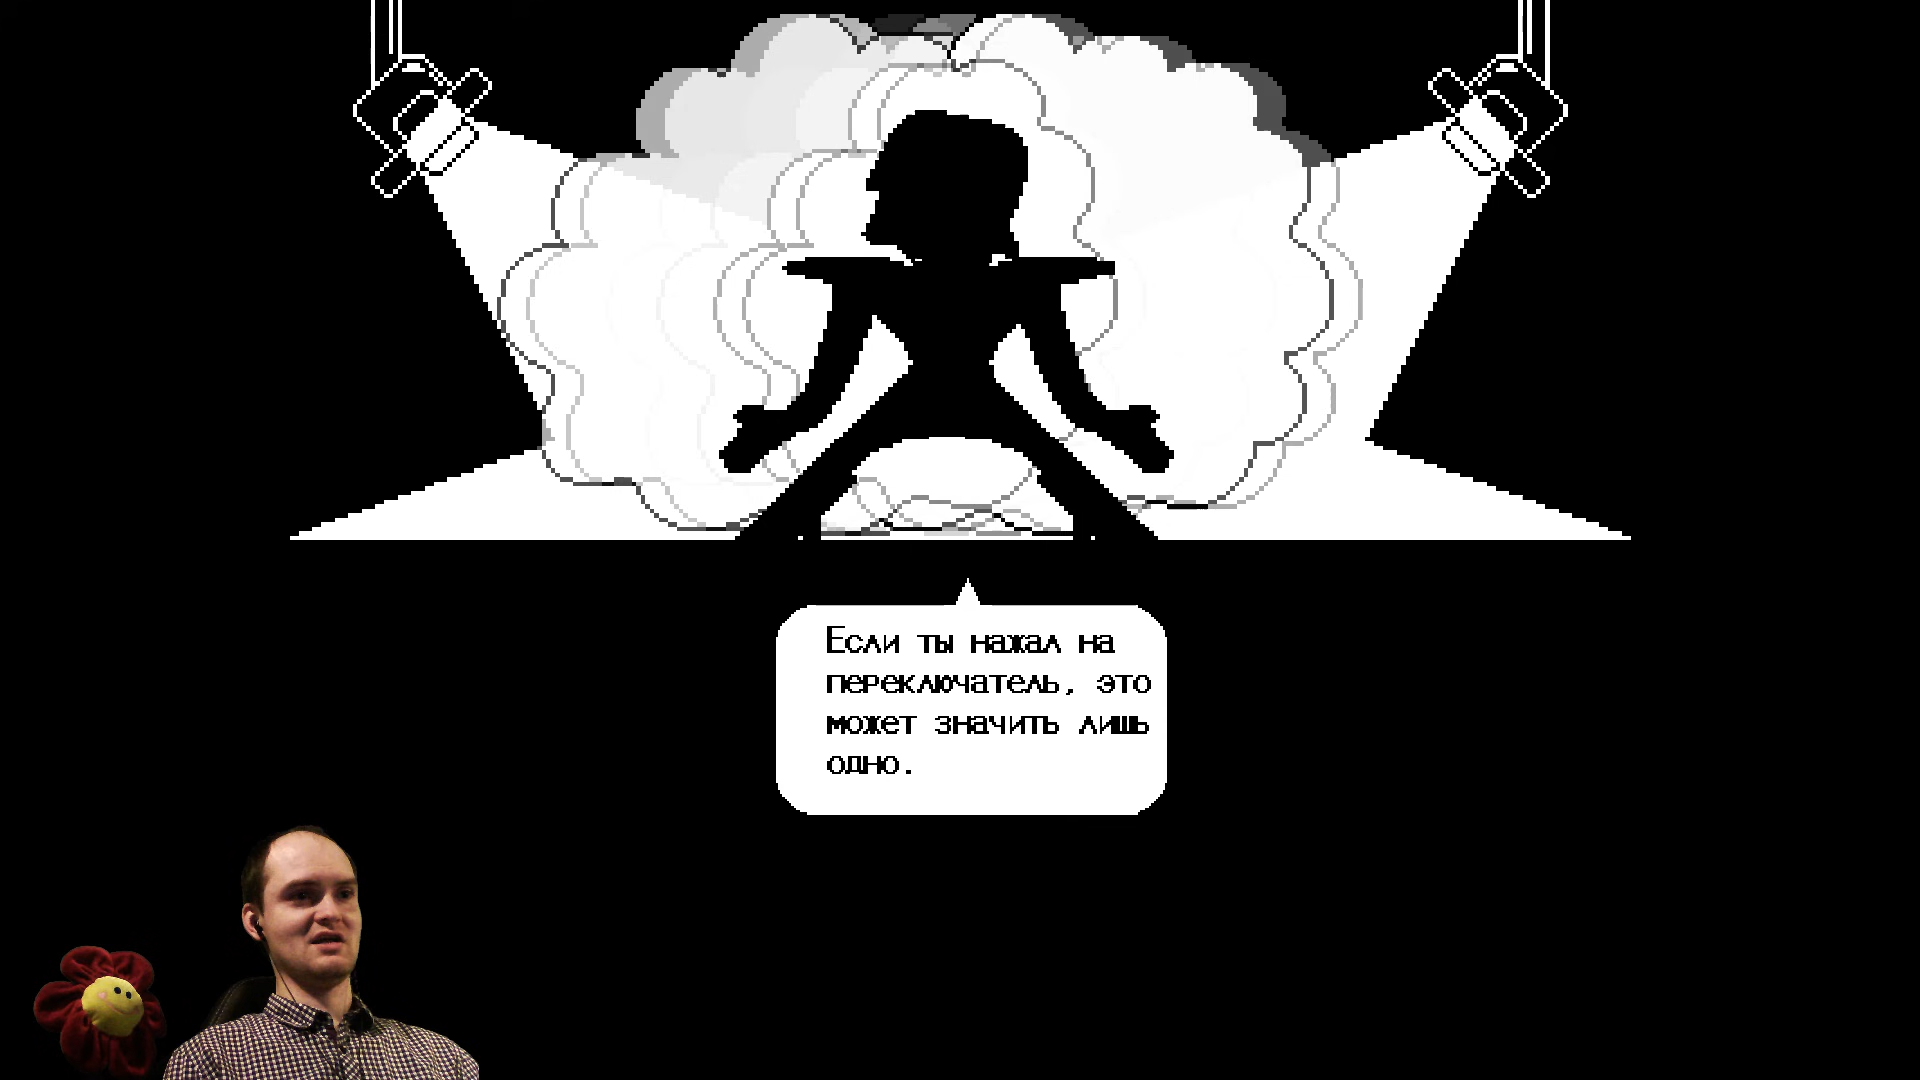 Если ты нажал на
переключатель, это
может значить лишь
одно.